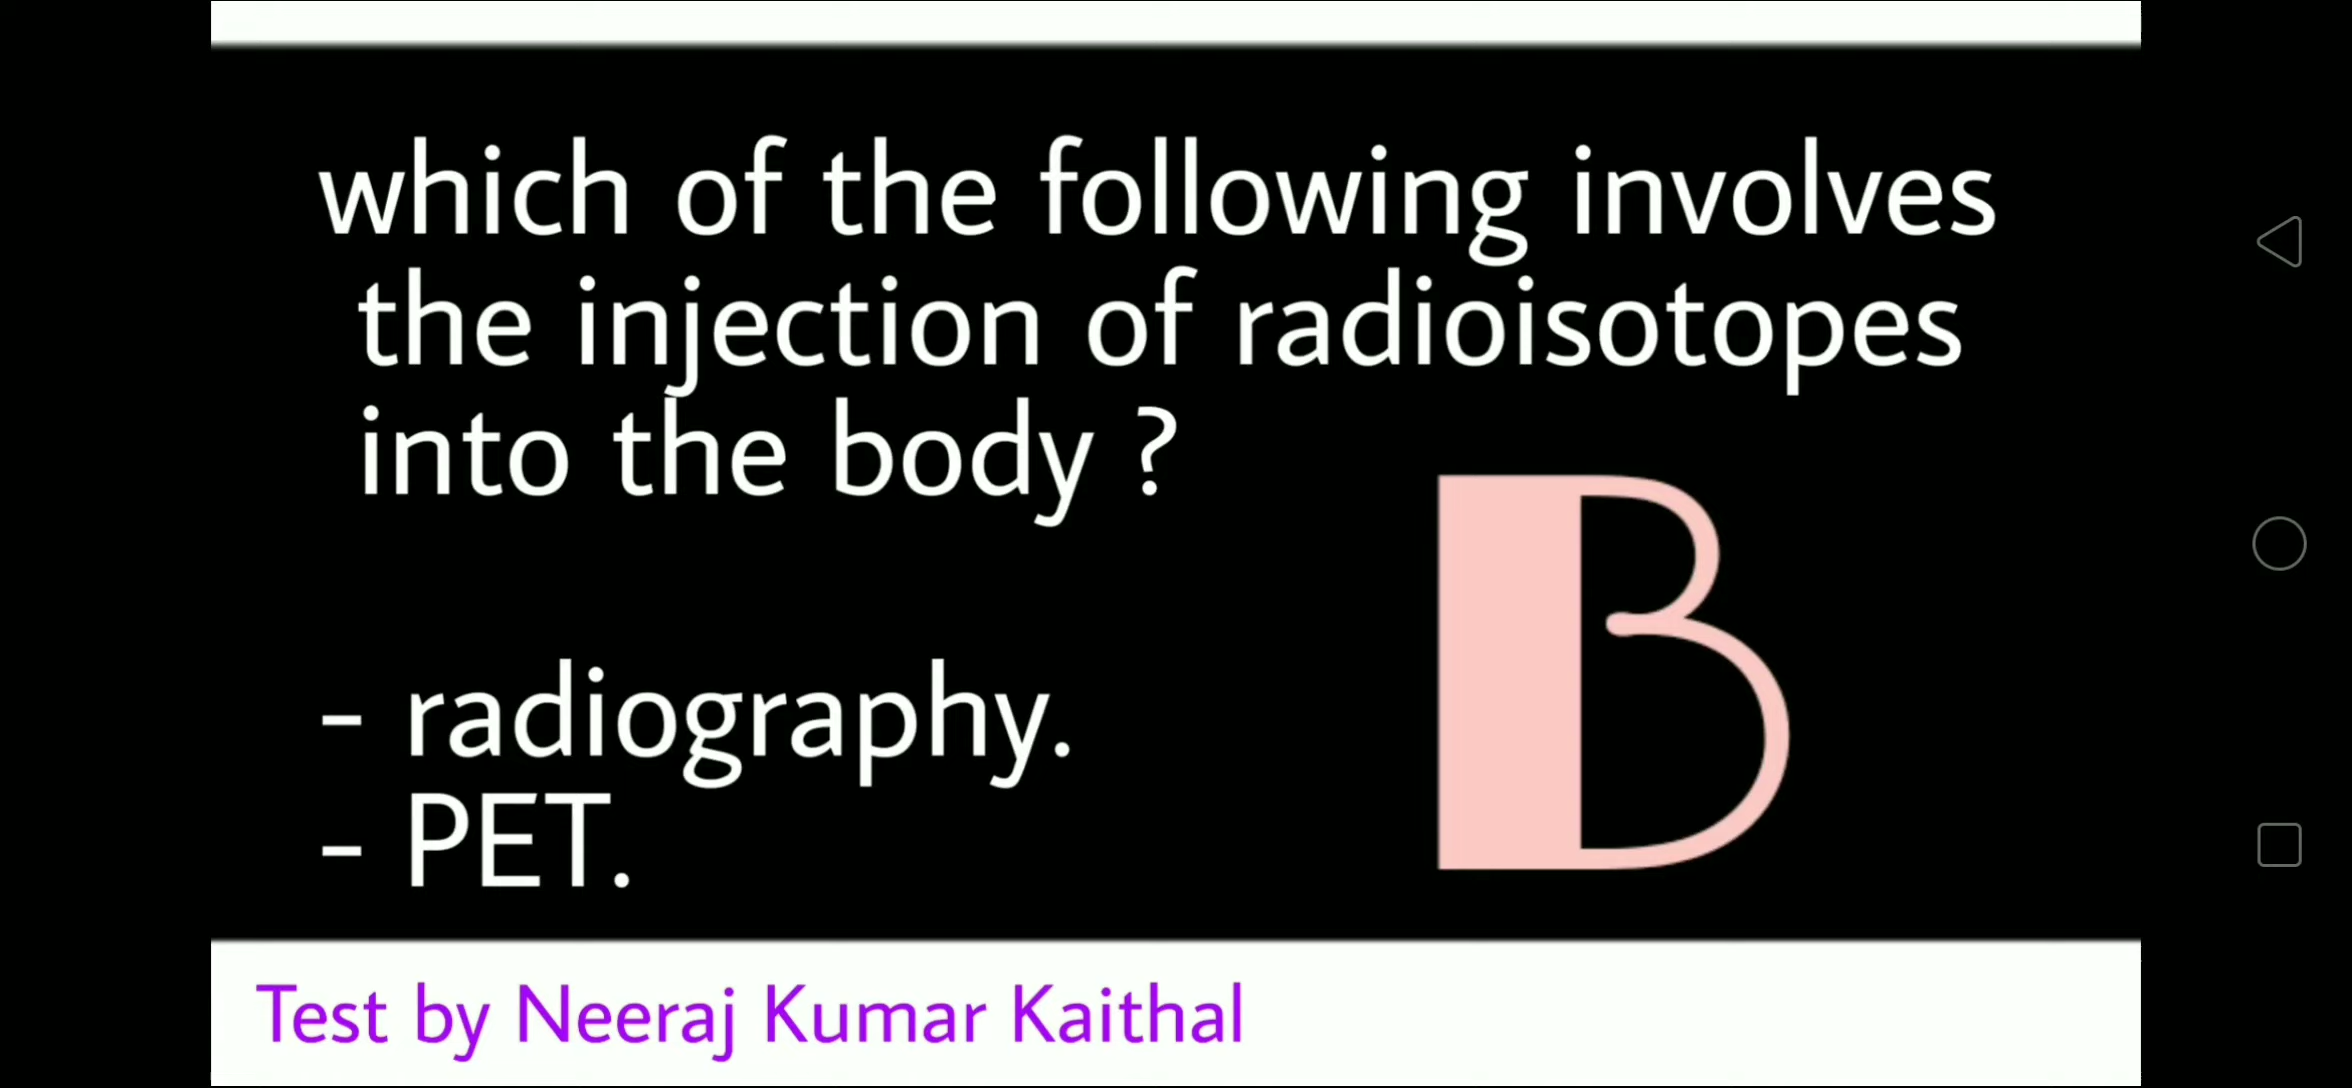 which of the following involves
the injection of radioisotopes
into the body ?
- radiography.
- PET.
B
Test by Neeraj Kumar Kaithal